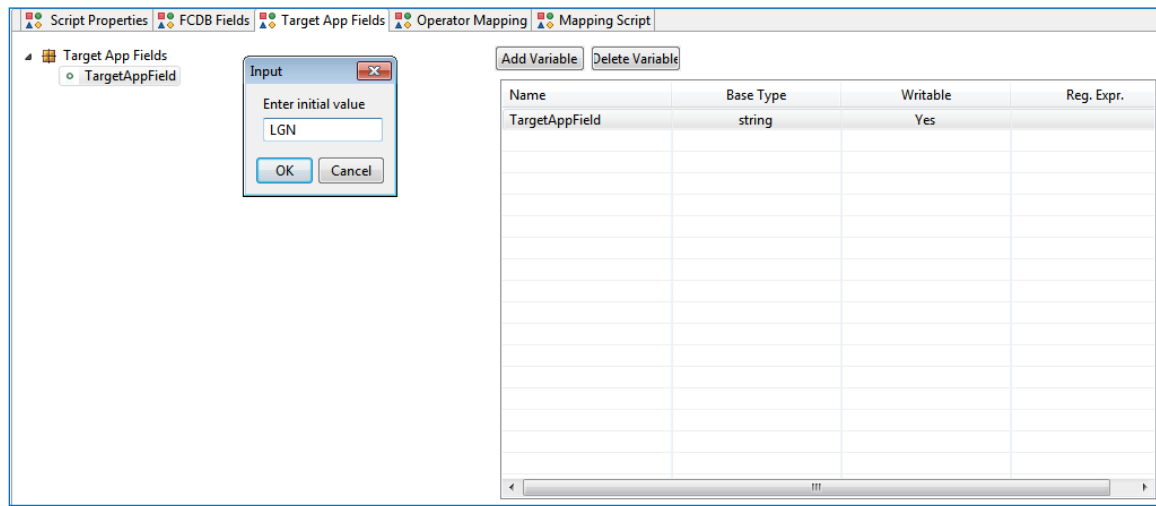 Script Properties FCDB Fields Target App Fields Operator Mapping Mapping Script
Target App Fields
TargetAppField
Input
Enter initial value
LGN
OK Cancel
Add Variable Delete Variable
Name Base Type Writable Reg. Expr.
TargetAppField string Yes